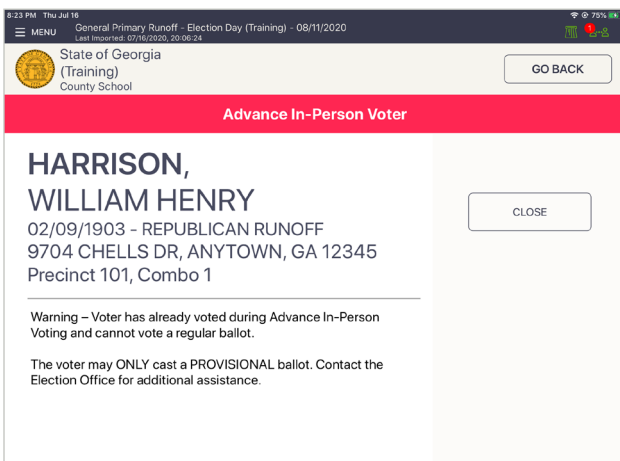 8:23 PM Thu Jul 16
75%
MENU
General Primary Runoff - Election Day (Training) - 08/11/2020
Last Imported: 07/16/2020, 20:06:24
1
State of Georgia
(Training)
County School
GO BACK
Advance In-Person Voter
HARRISON,
WILLIAM HENRY
02/09/1903 - REPUBLICAN RUNOFF
9704 CHELLS DR, ANYTOWN, GA 12345
Precinct 101, Combo 1
CLOSE
Warning – Voter has already voted during Advance In-Person
Voting and cannot vote a regular ballot.
The voter may ONLY cast a PROVISIONAL ballot. Contact the
Election Office for additional assistance.